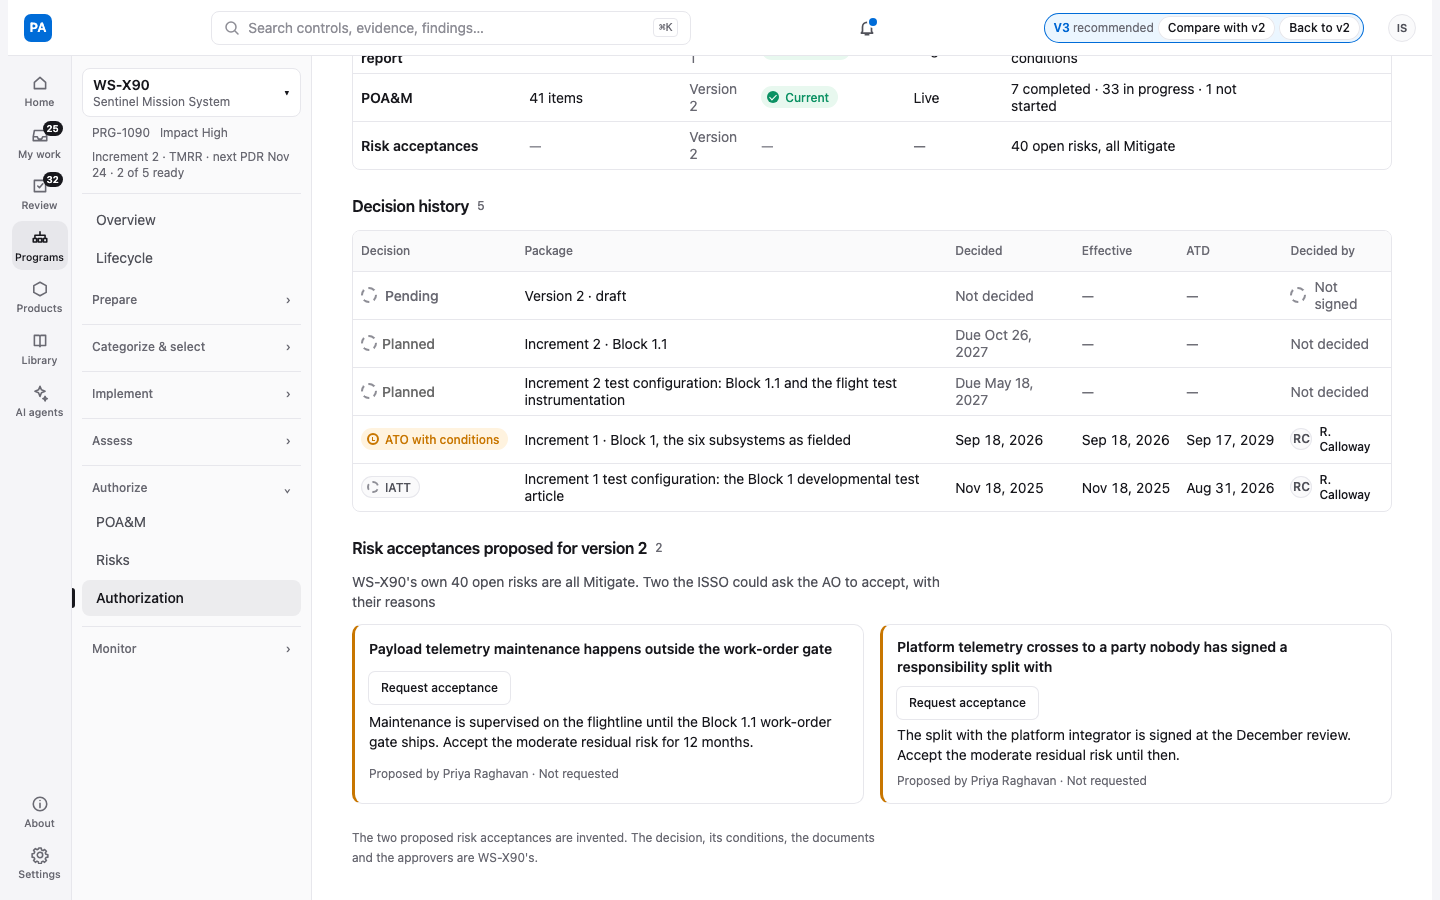 PA
Search controls, evidence, findings...
⌘K
V3 recommended
Compare with v2
Back to v2
IS
Home
25
My work
32
Review
Programs
Products
Library
AI agents
About
Settings
WS-X90
Sentinel Mission System
PRG-1090 Impact High
Increment 2 · TMRR · next PDR Nov
24 · 2 of 5 ready
Overview
Lifecycle
Prepare
Categorize & select
Implement
Assess
Authorize
POA&M
Risks
Authorization
Monitor
report
1
conditions
POA&M
41 items
Version
2
Current
Live
7 completed · 33 in progress · 1 not
started
Risk acceptances
—
Version
2
—
—
40 open risks, all Mitigate
Decision history 5
Decision
Package
Decided
Effective
ATD
Decided by
Pending
Version 2 · draft
Not decided
—
—
Not
signed
Planned
Increment 2 · Block 1.1
Due Oct 26,
2027
—
—
Not decided
Planned
Increment 2 test configuration: Block 1.1 and the flight test
instrumentation
Due May 18,
2027
—
—
Not decided
ATO with conditions
Increment 1 · Block 1, the six subsystems as fielded
Sep 18, 2026
Sep 18, 2026
Sep 17, 2029
RC
R.
Calloway
IATT
Increment 1 test configuration: the Block 1 developmental test
article
Nov 18, 2025
Nov 18, 2025
Aug 31, 2026
RC
R.
Calloway
Risk acceptances proposed for version 2 2
WS-X90's own 40 open risks are all Mitigate. Two the ISSO could ask the AO to accept, with
their reasons
Payload telemetry maintenance happens outside the work-order gate
Request acceptance
Maintenance is supervised on the flightline until the Block 1.1 work-order
gate ships. Accept the moderate residual risk for 12 months.
Proposed by Priya Raghavan · Not requested
Platform telemetry crosses to a party nobody has signed a
responsibility split with
Request acceptance
The split with the platform integrator is signed at the December review.
Accept the moderate residual risk until then.
Proposed by Priya Raghavan · Not requested
The two proposed risk acceptances are invented. The decision, its conditions, the documents
and the approvers are WS-X90's.